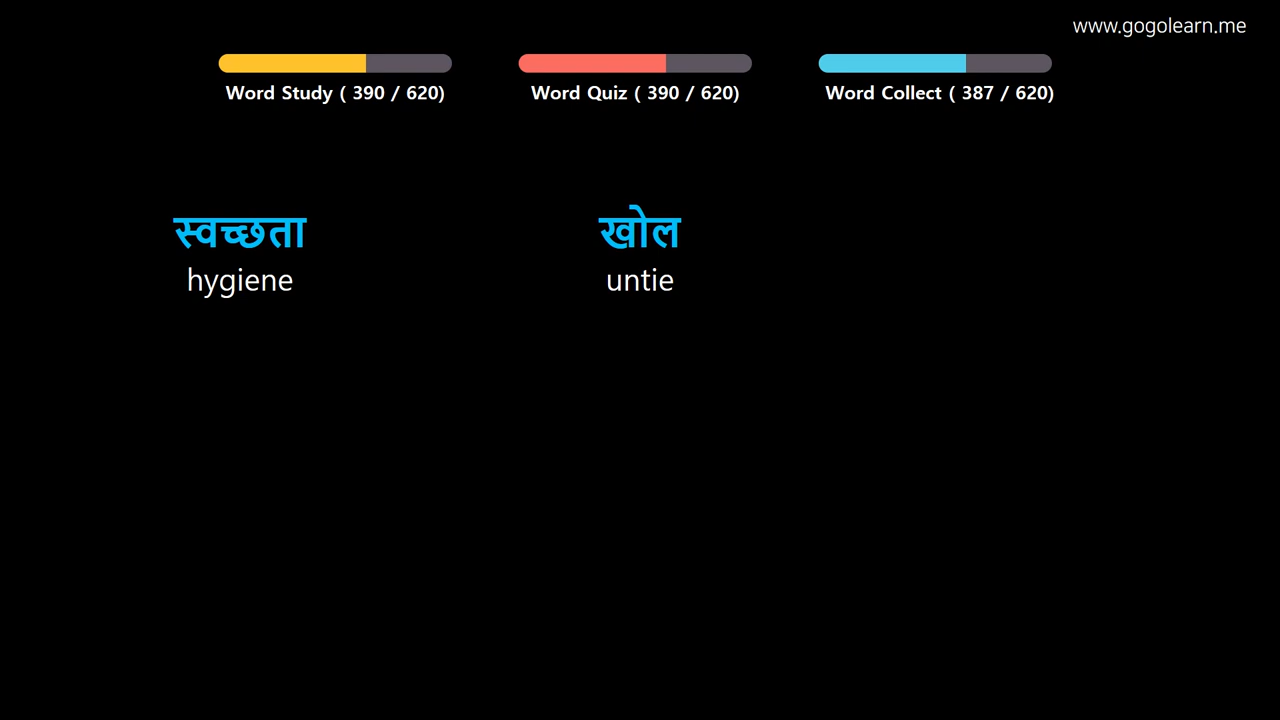 www.gogolearn.me
Word Study ( 390 / 620)
Word Quiz ( 390 / 620)
Word Collect ( 387 / 620)
स्वच्छता
hygiene
खोल
untie